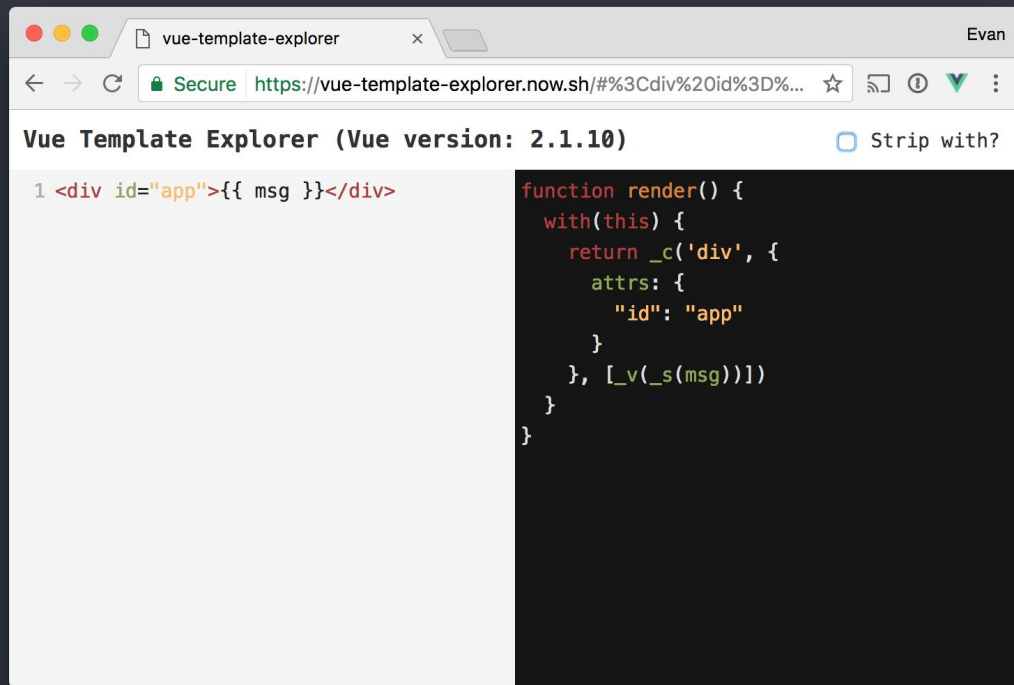 vue-template-explorer
Evan
Secure https://vue-template-explorer.now.sh/#%3Cdiv%20id%3D%...
Vue Template Explorer (Vue version: 2.1.10)
Strip with?
1 <div id="app">{{ msg }}</div>
function render() {
  with(this) {
    return _c('div', {
      attrs: {
        "id": "app"
      }
    }, [_v(_s(msg))])
  }
}